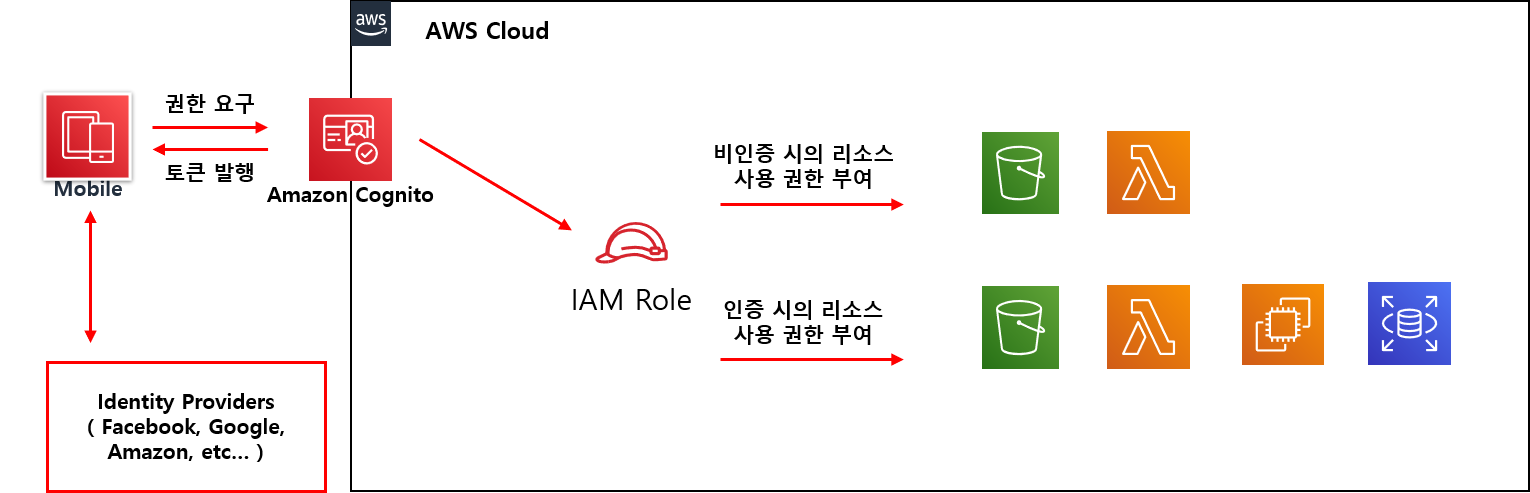 aws
AWS Cloud
권한 요구
토큰 발행
Mobile
Amazon Cognito
비인증 시의 리소스
사용 권한 부여
IAM Role
인증 시의 리소스
사용 권한 부여
Identity Providers
( Facebook, Google,
Amazon, etc... )